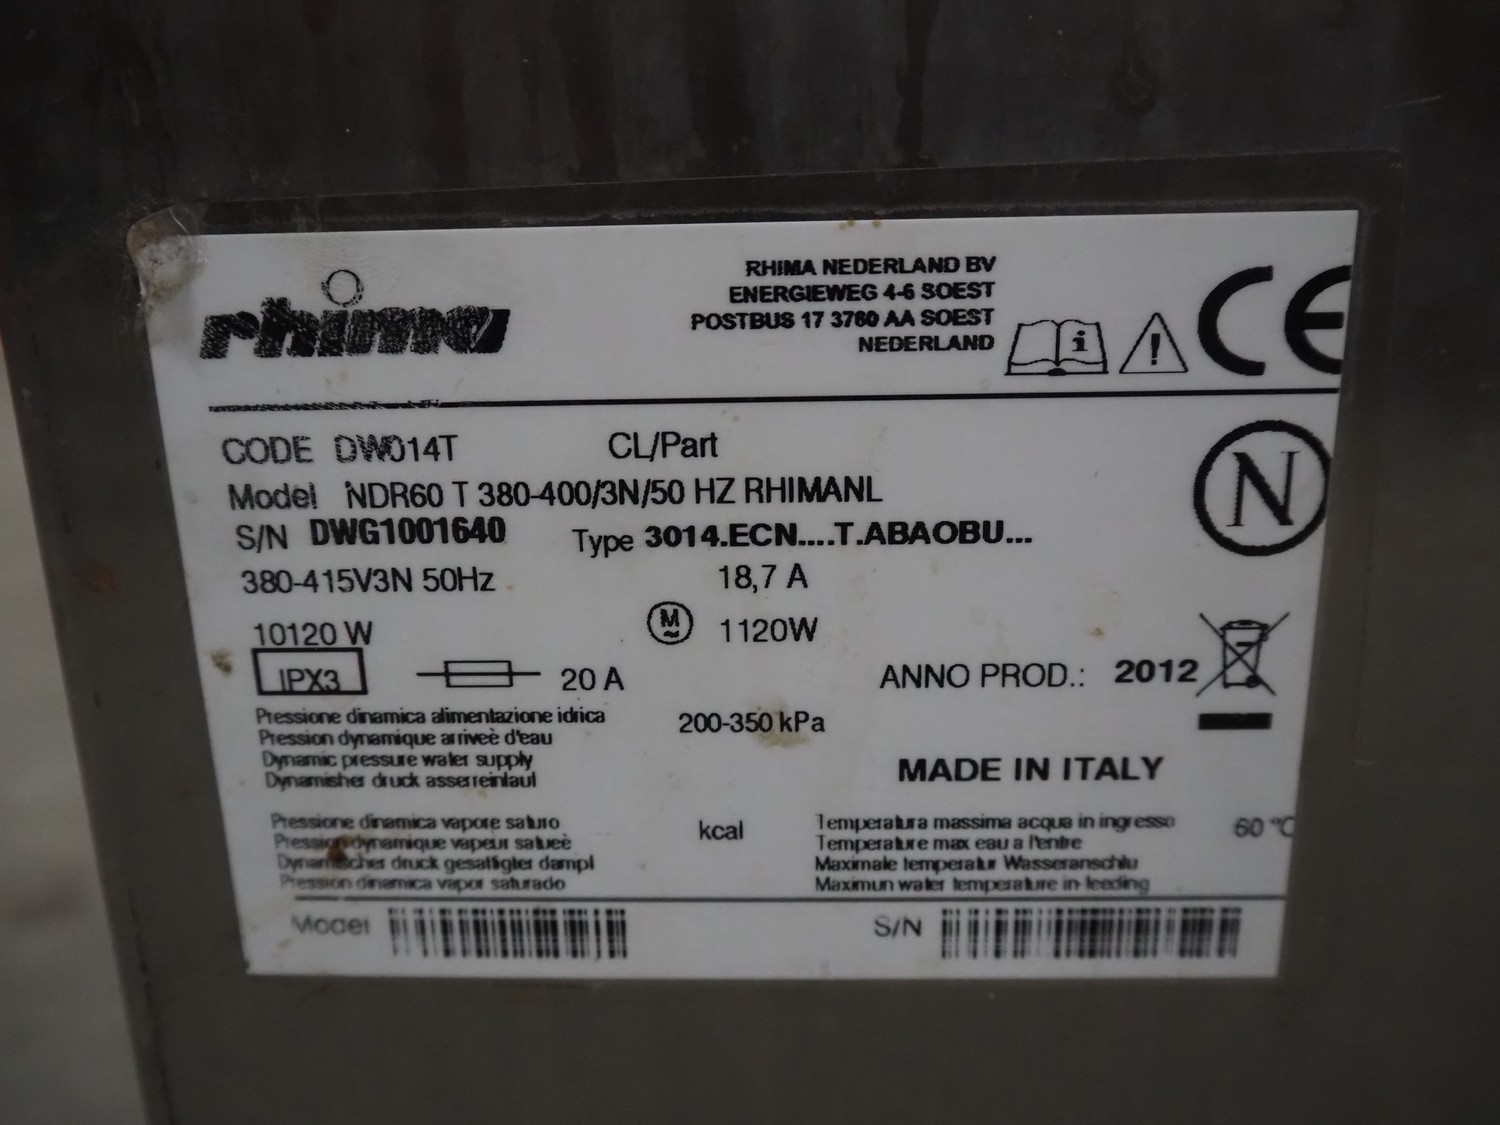 rhima
RHIMA NEDERLAND BV
ENERGIEWEG 4-6 SOEST
POSTBUS 17 3760 AA SOEST
NEDERLAND
i
!
CE
CODE DW014T CL/Part
Model NDR60 T 380-400/3N/50 HZ RHIMANL
N
S/N DWG1001640 Type 3014.ECN....T.ABAOBU...
380-415V3N 50Hz 18,7 A
10120 W M 1120W
IPX3 20 A ANNO PROD.: 2012
Pressione dinamica alimentazione idrica
Pression dynamique arriveè d'eau
Dynamic pressure water supply
Dynamisher druck asserreinlauf
200-350 kPa
MADE IN ITALY
Pressione dinamica vapore saturo
Pression dynamique vapeur satueè
Dynamischer druck gesattigter dampf
Pression dinamica vapor saturado
kcal
Temperatura massima acqua in ingresso
Temperature max eau a l'entre
Maximale temperatur Wasseranschlu
Maximun water temperature in feeding
60 °C
Model S/N